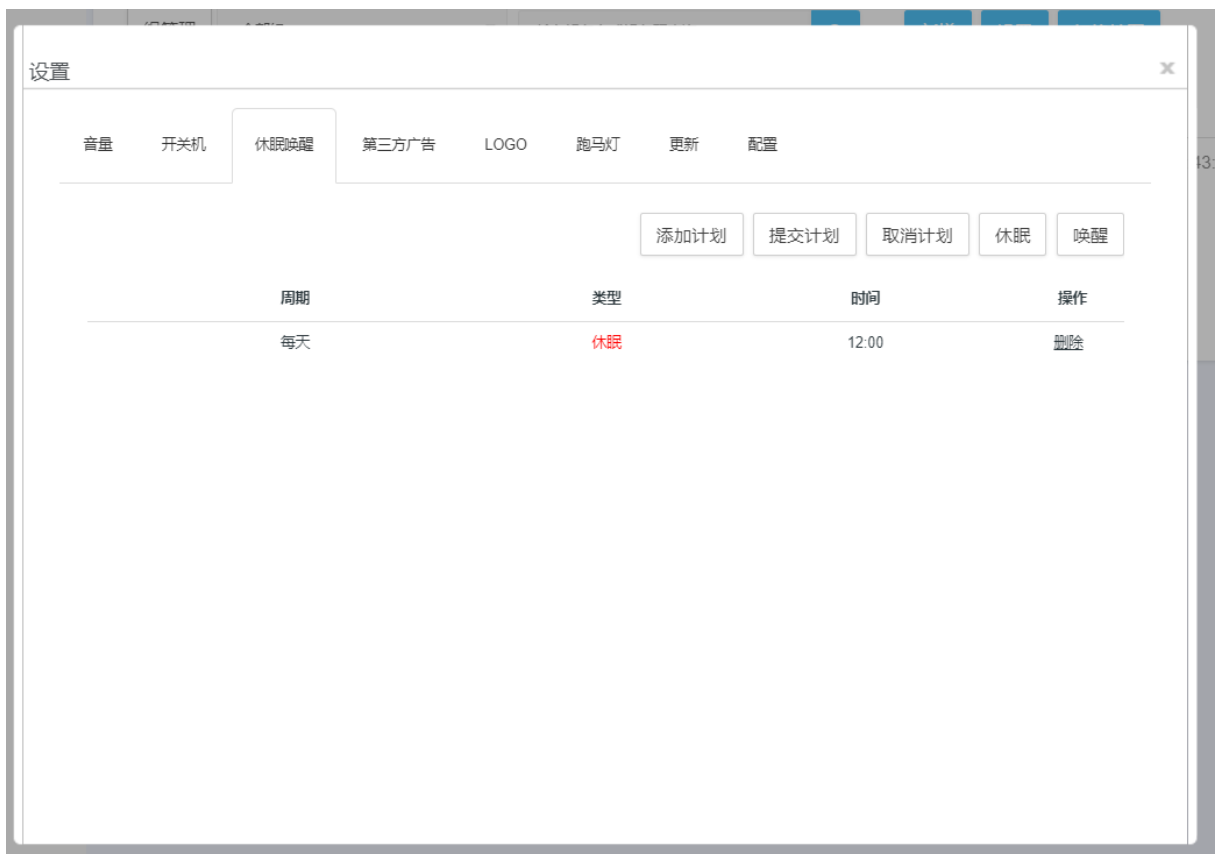 设置
×
音量 开关机 休眠唤醒 第三方广告 LOGO 跑马灯 更新 配置
43:
添加计划 提交计划 取消计划 休眠 唤醒
周期 类型 时间 操作
每天 休眠 12:00 删除